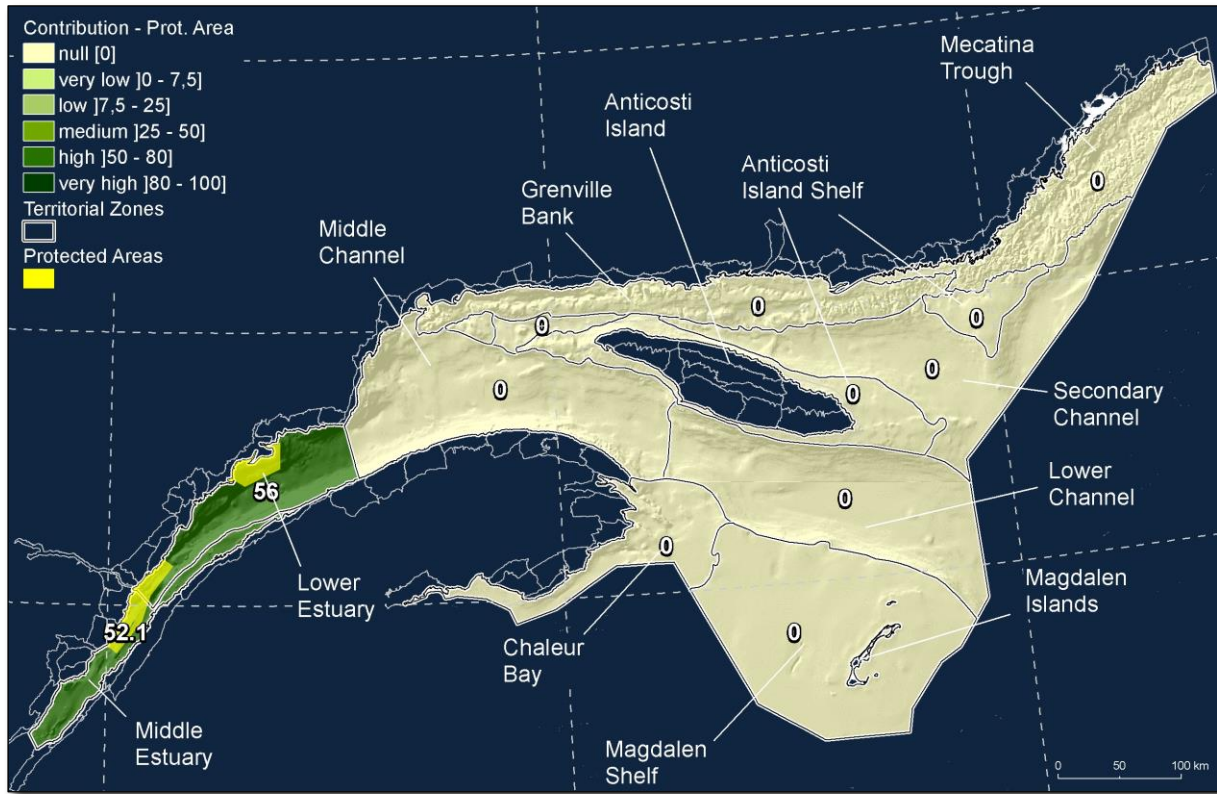 Contribution - Prot. Area
null [0]
very low ]0 - 7,5]
low ]7,5 - 25]
medium ]25 - 50]
high ]50 - 80]
very high ]80 - 100]
Territorial Zones
Protected Areas
Mecatina
Trough
Anticosti
Island
Anticosti
Island Shelf
Grenville
Bank
Middle
Channel
0
0
0
0
0
0
0
Secondary
Channel
56
0
Lower
Channel
0
Lower
Estuary
Magdalen
Islands
52.1
0
Chaleur
Bay
Middle
Estuary
Magdalen
Shelf
0 50 100 km